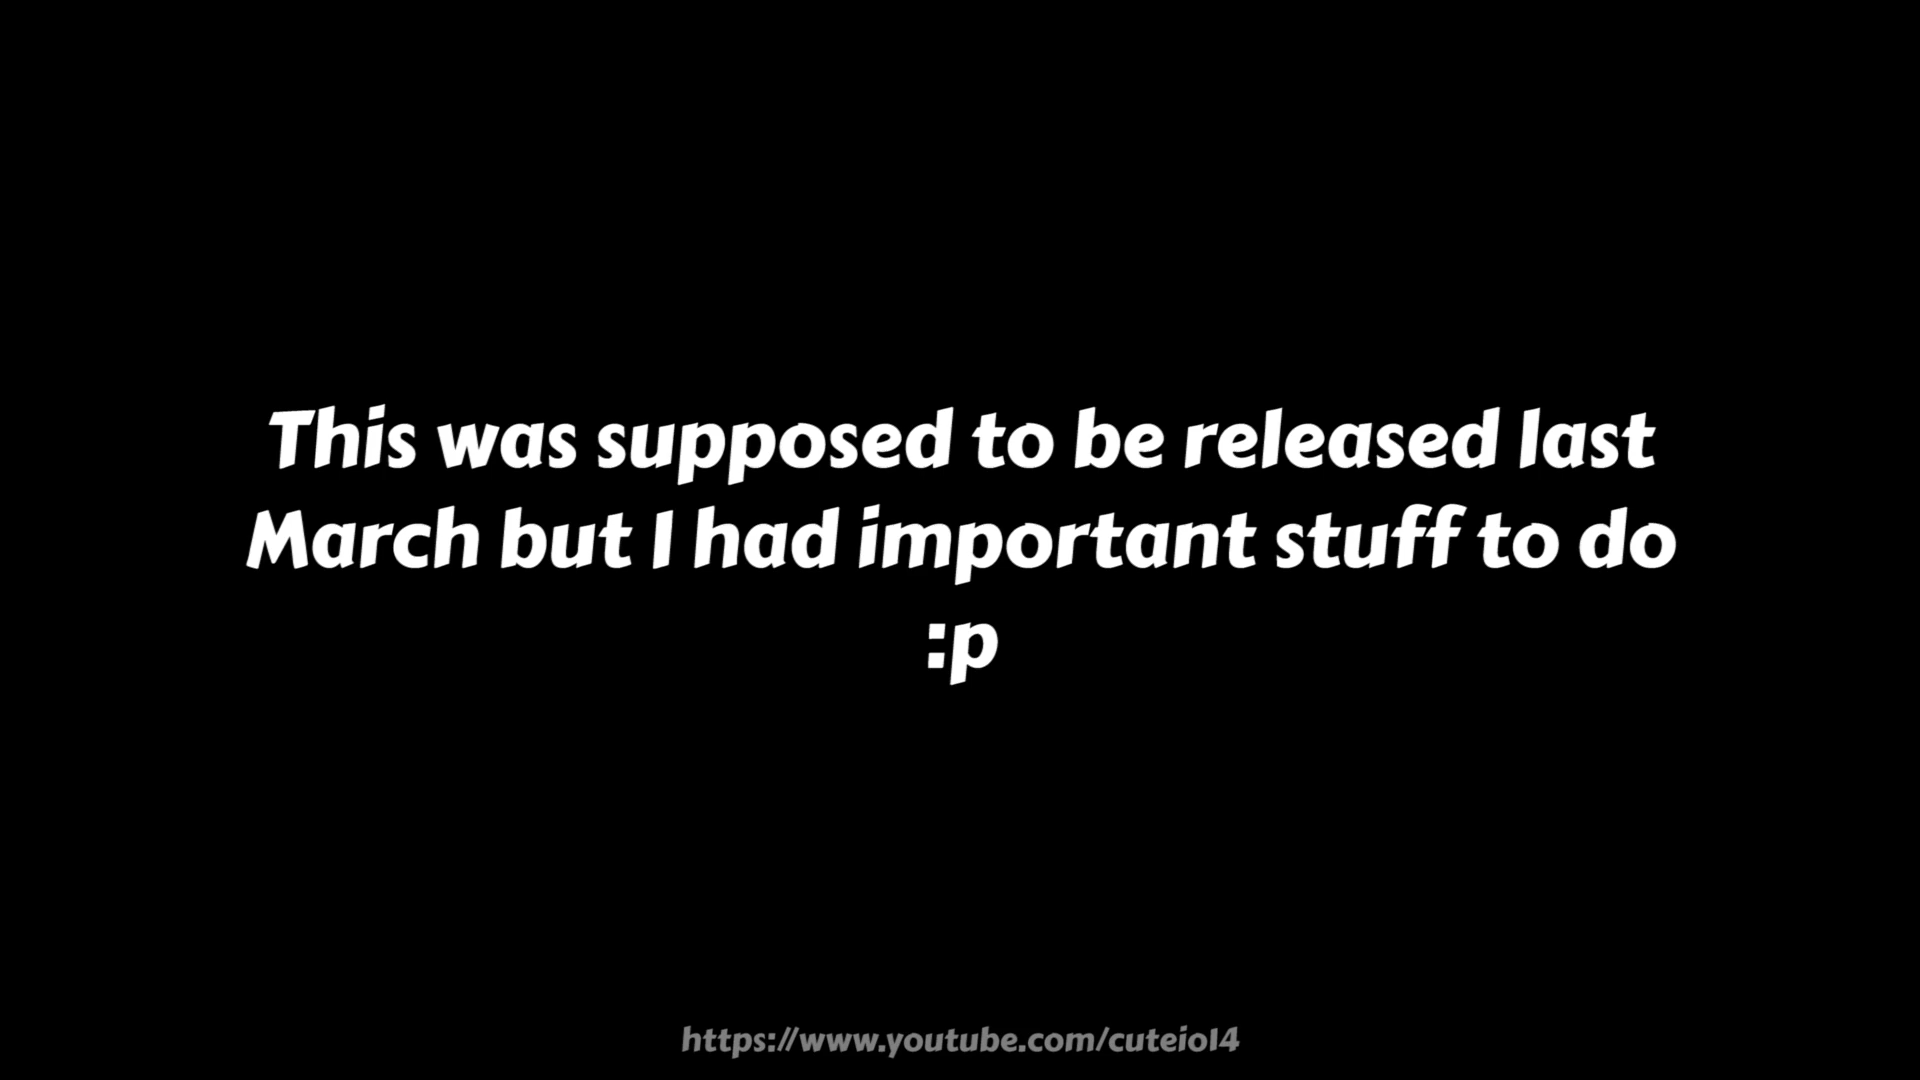 This was supposed to be released last
March but I had important stuff to do
:p
https://www.youtube.com/cuteio14